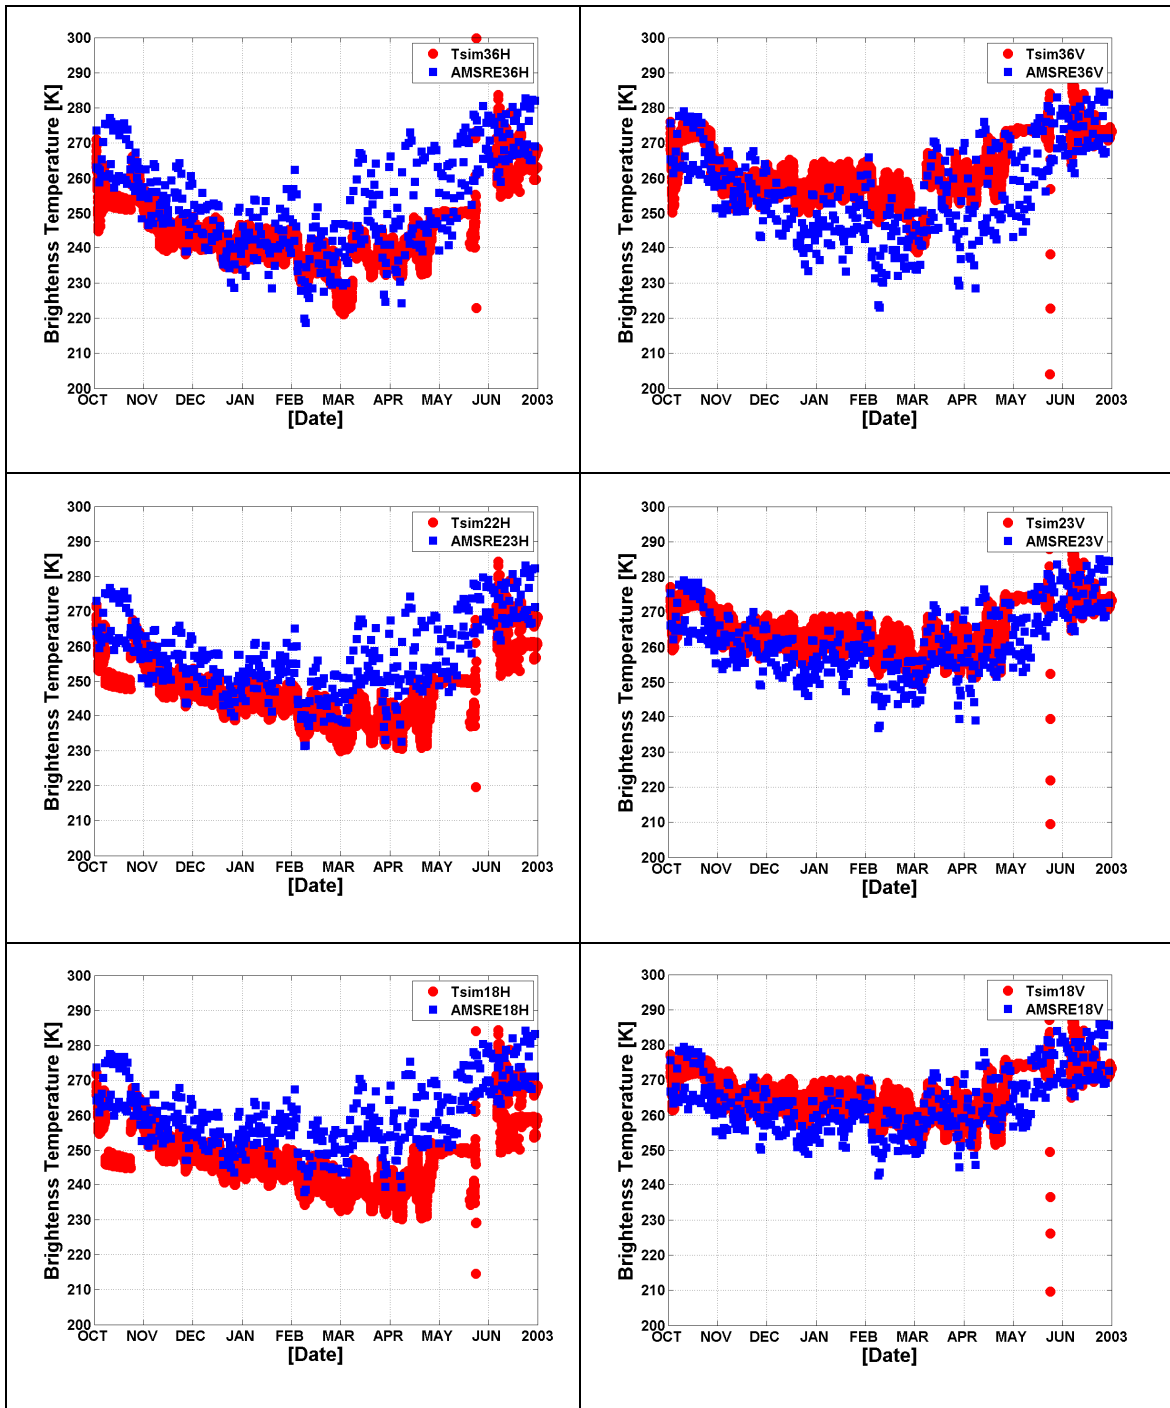 Tsim36H
AMSRE36H
Brightenss Temperature [K]
300
290
280
270
260
250
240
230
220
210
200
OCT NOV DEC JAN FEB MAR APR MAY JUN 2003
[Date]
Tsim36V
AMSRE36V
Brightenss Temperature [K]
300
290
280
270
260
250
240
230
220
210
200
OCT NOV DEC JAN FEB MAR APR MAY JUN 2003
[Date]
Tsim22H
AMSRE23H
Brightenss Temperature [K]
300
290
280
270
260
250
240
230
220
210
200
OCT NOV DEC JAN FEB MAR APR MAY JUN 2003
[Date]
Tsim23V
AMSRE23V
Brightenss Temperature [K]
300
290
280
270
260
250
240
230
220
210
200
OCT NOV DEC JAN FEB MAR APR MAY JUN 2003
[Date]
Tsim18H
AMSRE18H
Brightenss Temperature [K]
300
290
280
270
260
250
240
230
220
210
200
OCT NOV DEC JAN FEB MAR APR MAY JUN 2003
[Date]
Tsim18V
AMSRE18V
Brightenss Temperature [K]
300
290
280
270
260
250
240
230
220
210
200
OCT NOV DEC JAN FEB MAR APR MAY JUN 2003
[Date]